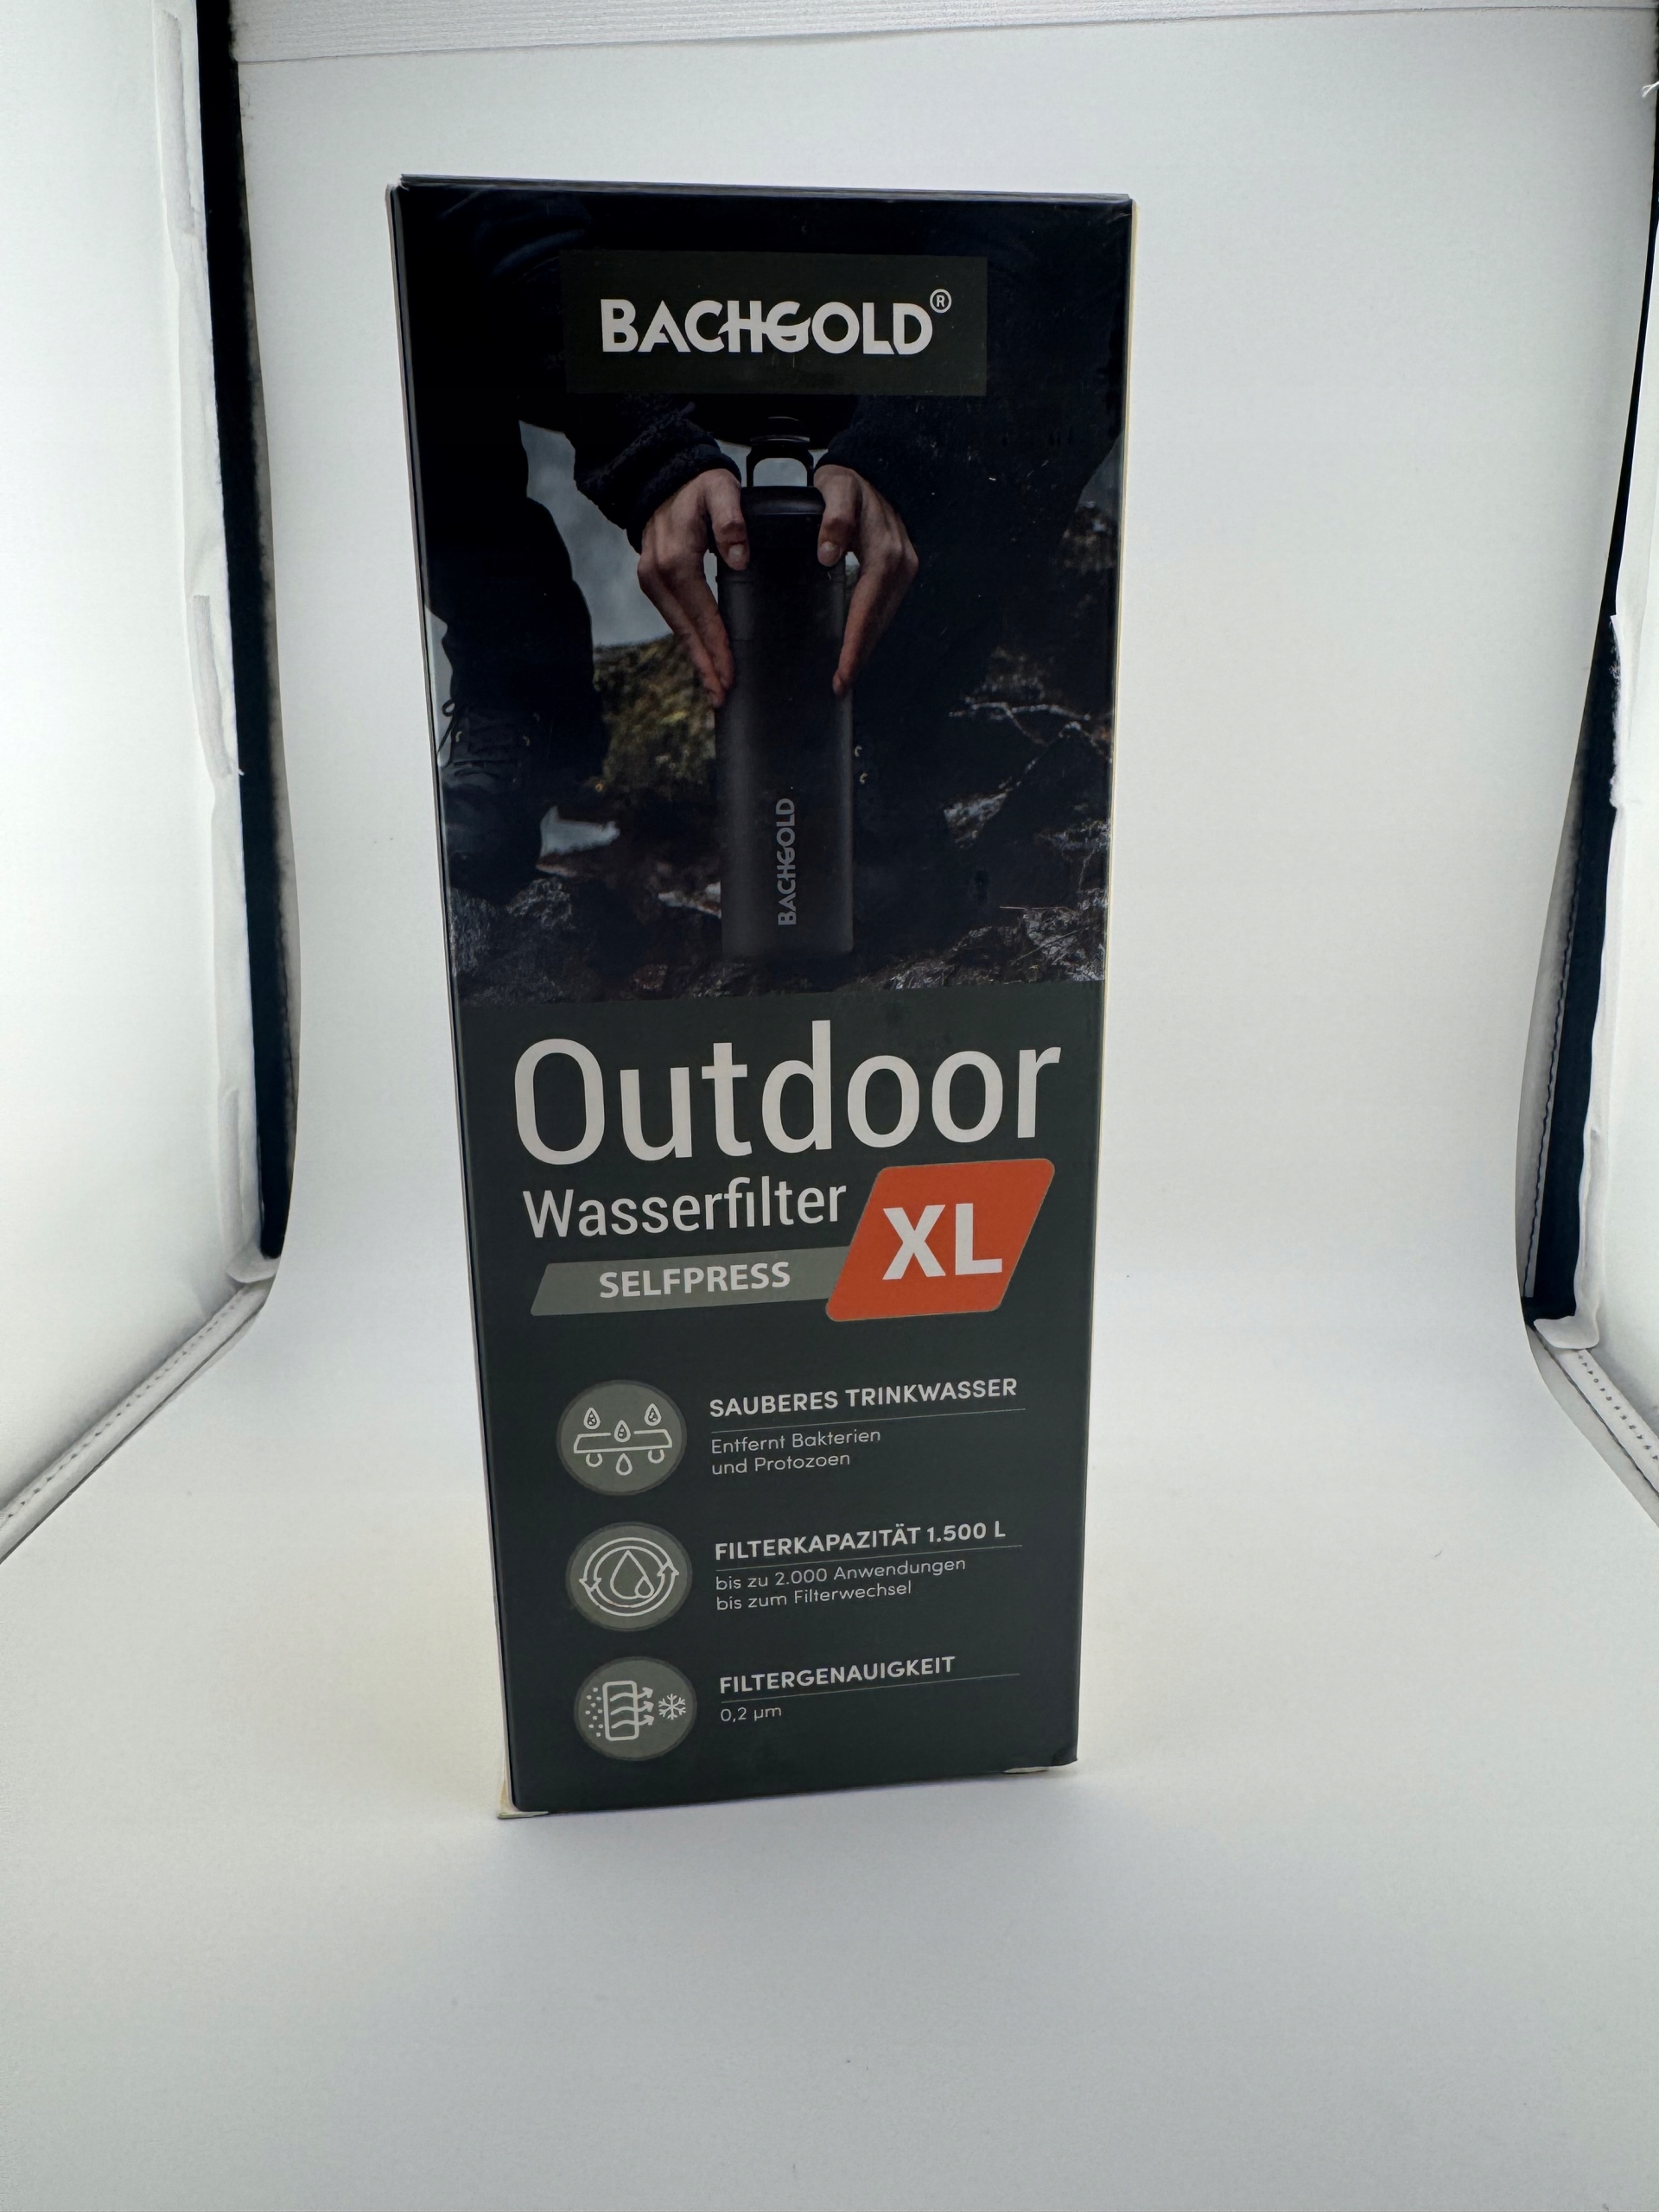 BACHGOLD®
BACHGOLD
Outdoor
Wasserfilter
XL
SELFPRESS
SAUBERES TRINKWASSER
Entfernt Bakterien
und Protozoen
FILTERKAPAZITÄT 1.500 L
bis zu 2.000 Anwendungen
bis zum Filterwechsel
FILTERGENAUIGKEIT
0,2 µm